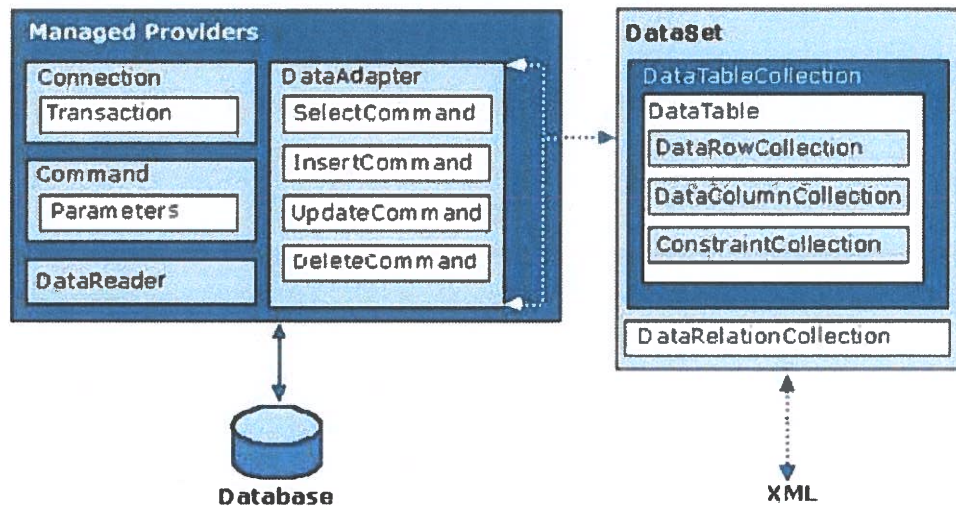 Managed Providers
Connection
Transaction
Command
Parameters
DataReader
DataAdapter
SelectCommand
InsertCommand
UpdateCommand
DeleteCommand
Database
DataSet
DataTableCollection
DataTable
DataRowCollection
DataColumnCollection
ConstraintCollection
DataRelationCollection
XML